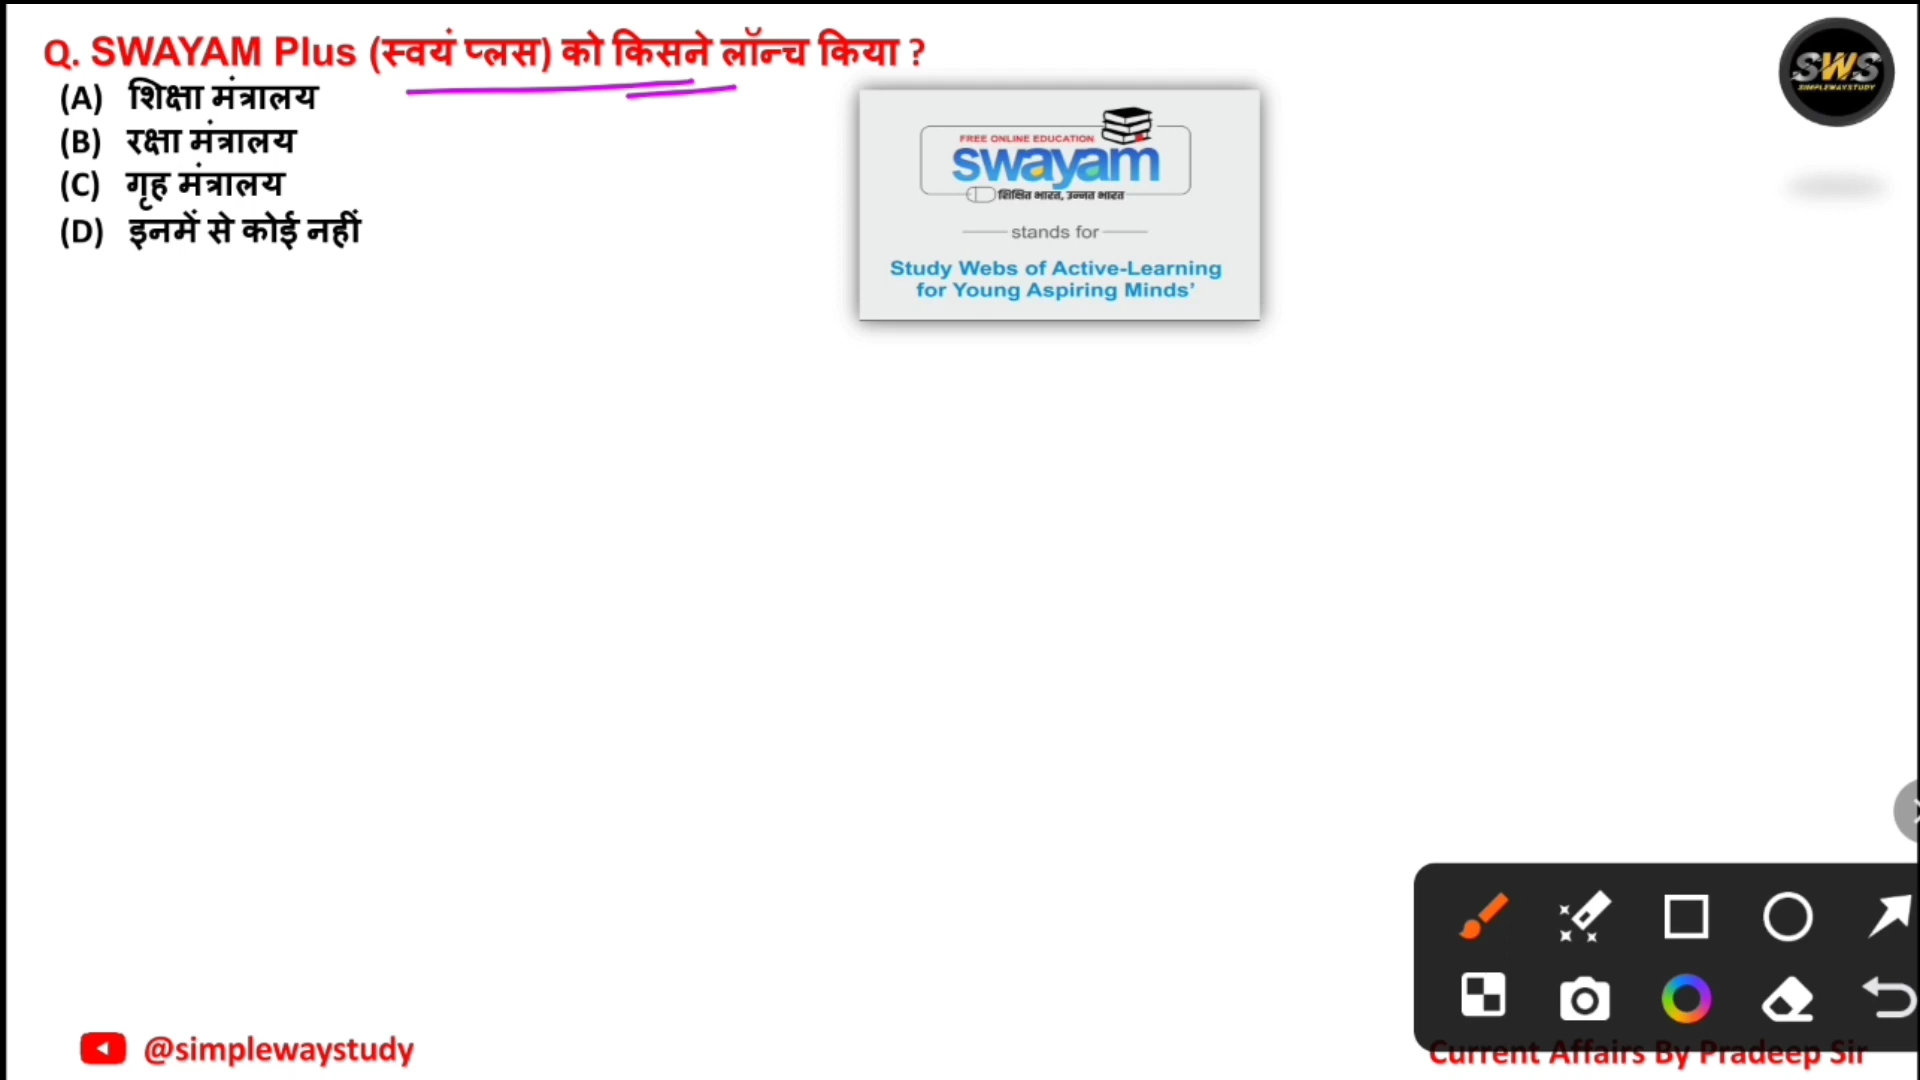 Q. SWAYAM Plus (स्वयं प्लस) को किसने लॉन्च किया ?
(A) शिक्षा मंत्रालय
(B) रक्षा मंत्रालय
(C) गृह मंत्रालय
(D) इनमें से कोई नहीं
FREE ONLINE EDUCATION
swayam
शिक्षित भारत, उन्नत भारत
stands for
Study Webs of Active-Learning
for Young Aspiring Minds'
SWS
SIMPLEWAYSTUDY
@simplewaystudy
Current Affairs By Pradeep Sir